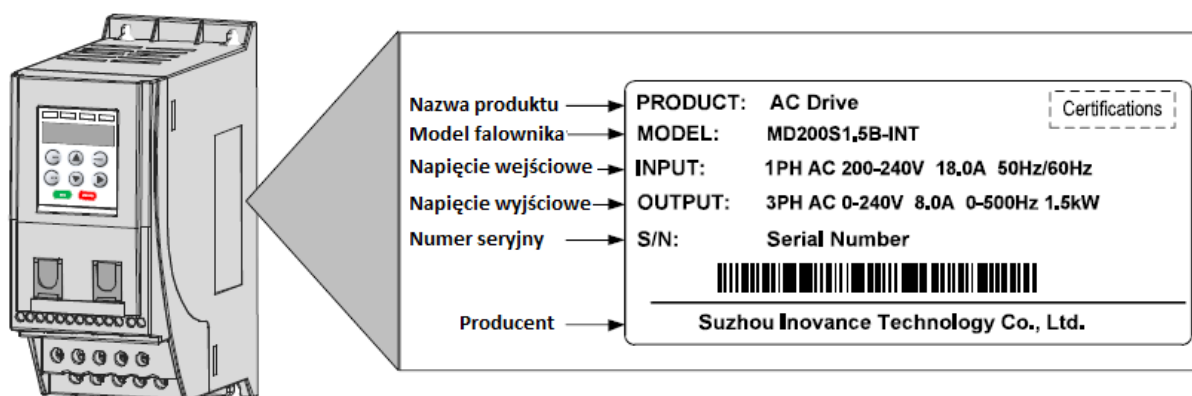 Nazwa produktu
PRODUCT: AC Drive
Certifications
Model falownika
MODEL: MD200S1.5B-INT
Napięcie wejściowe
INPUT: 1PH AC 200-240V 18.0A 50Hz/60Hz
Napięcie wyjściowe
OUTPUT: 3PH AC 0-240V 8.0A 0-500Hz 1.5kW
Numer seryjny
S/N: Serial Number
Producent
Suzhou Inovance Technology Co., Ltd.